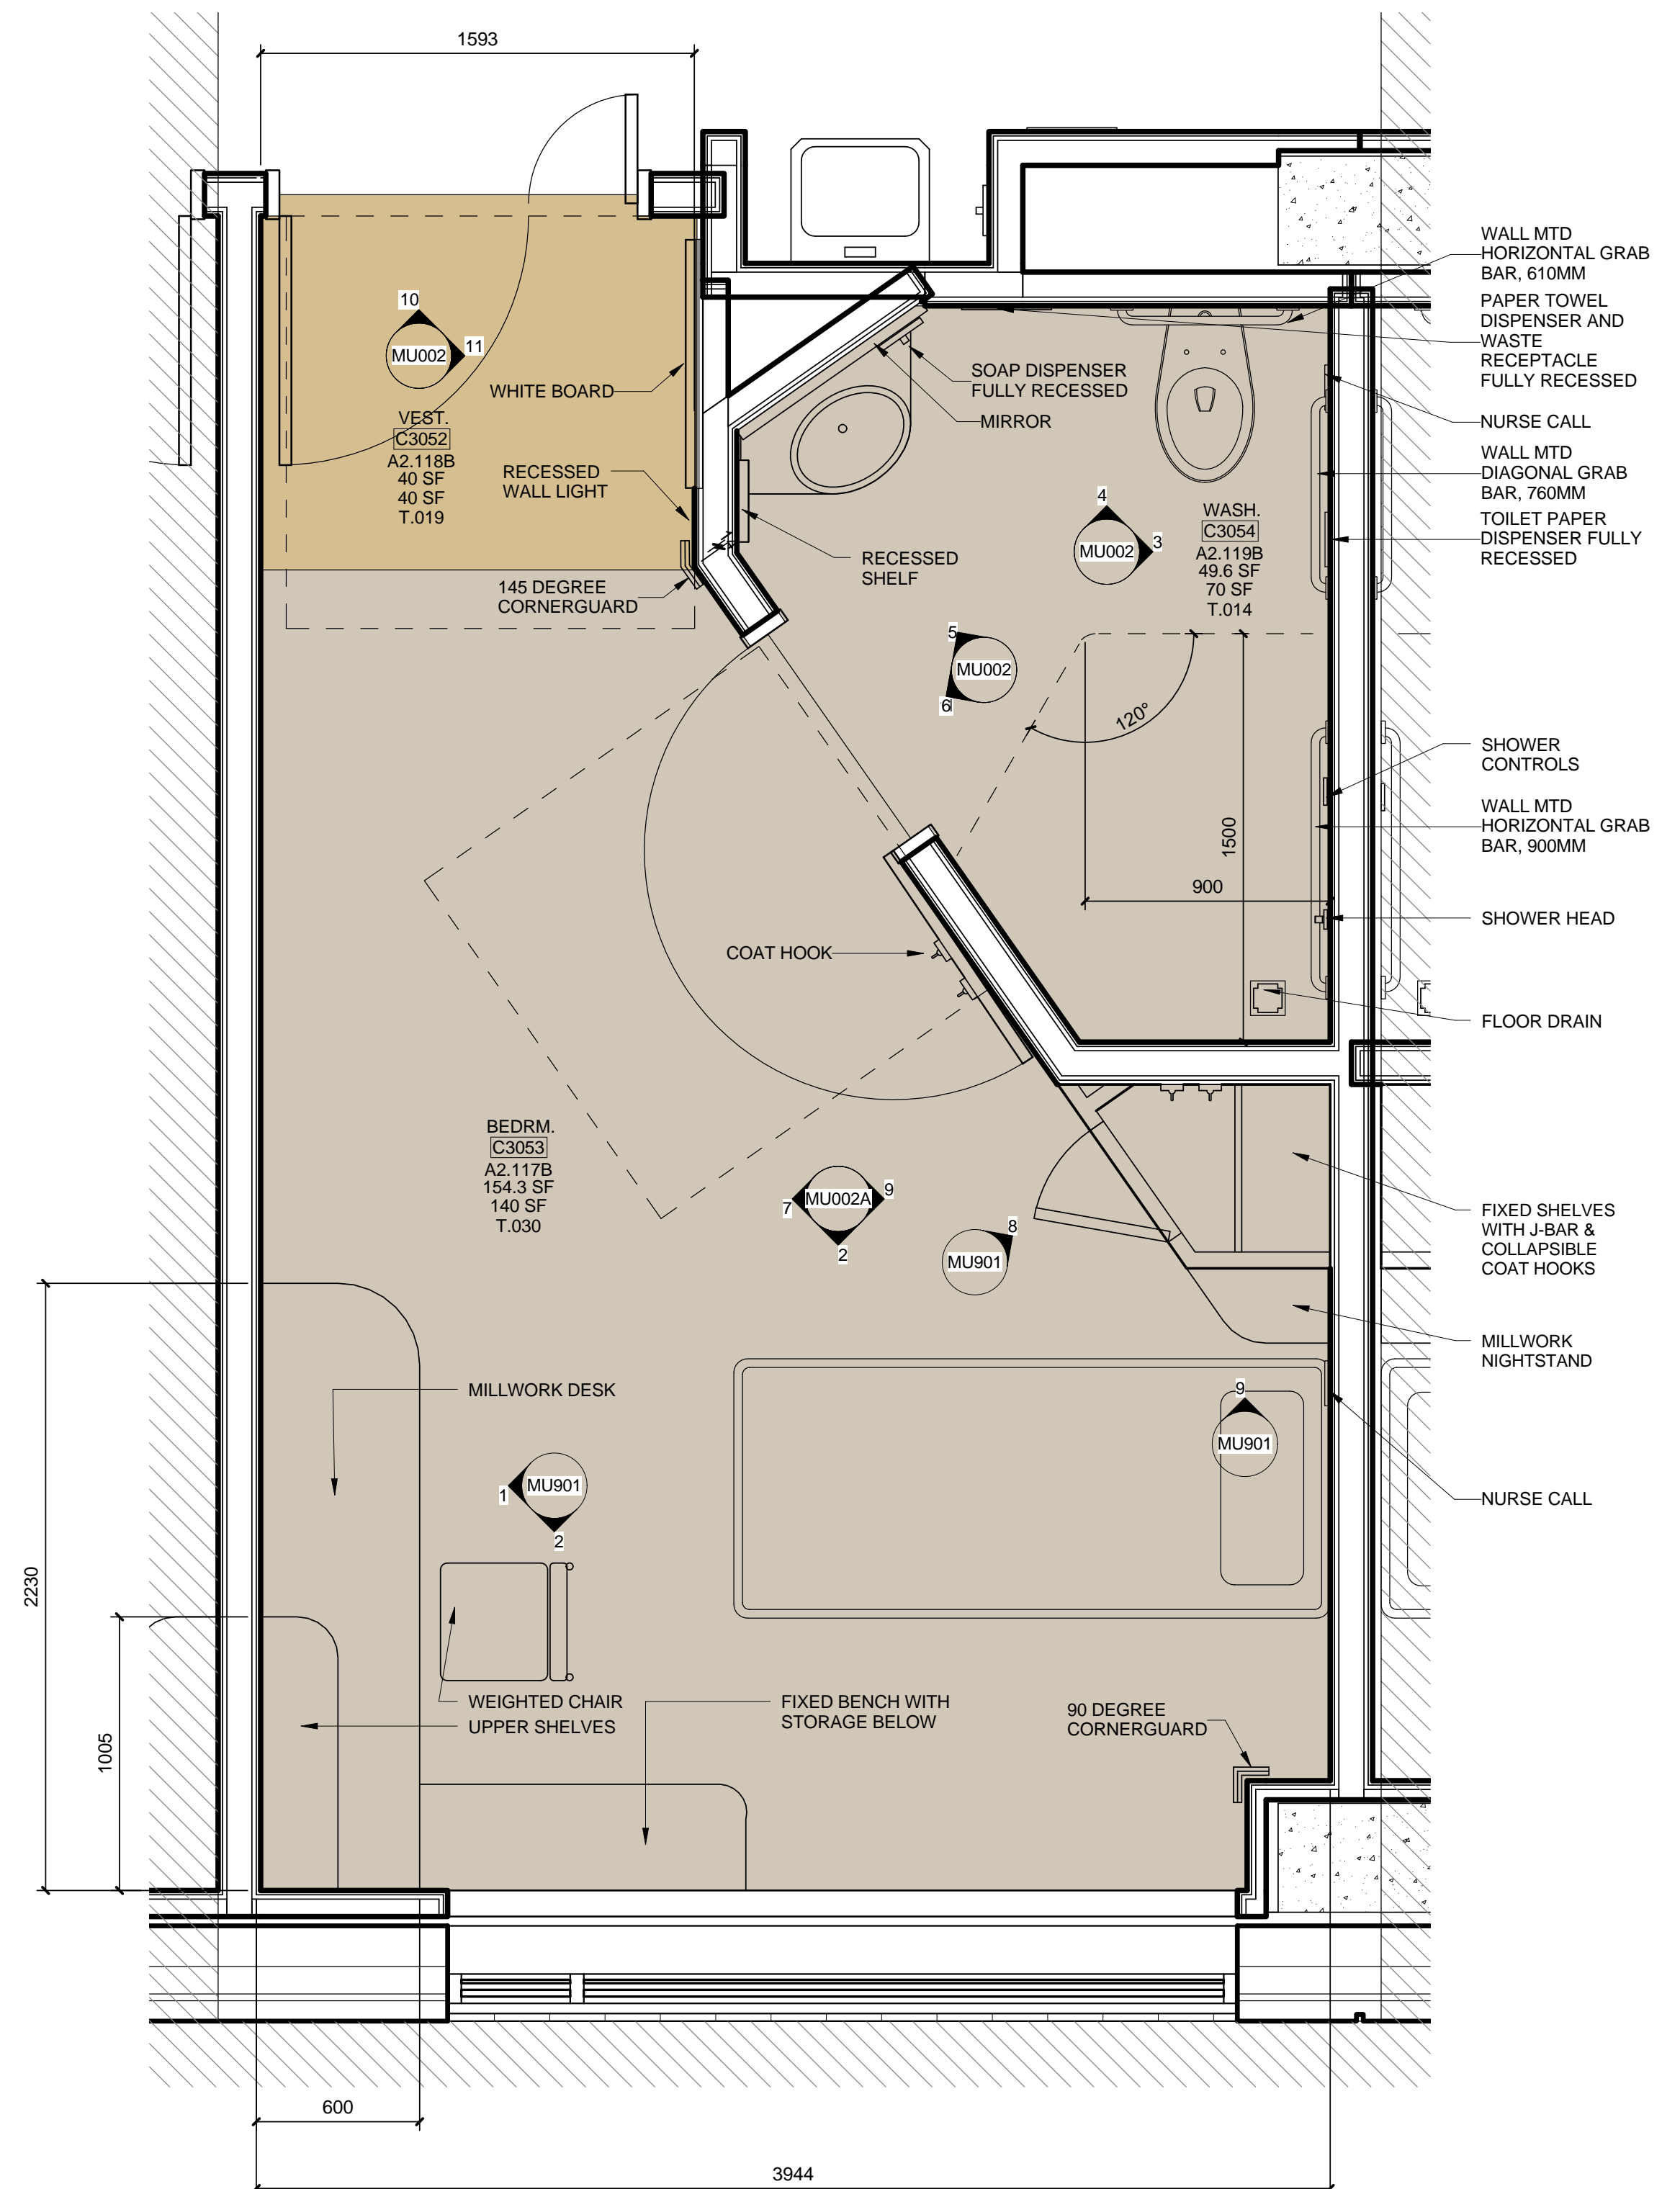 1593
10
MU002
11
VEST.
C3052
A2.118B
40 SF
40 SF
T.019
WHITE BOARD
RECESSED
WALL LIGHT
145 DEGREE
CORNERGUARD
SOAP DISPENSER
FULLY RECESSED
MIRROR
RECESSED
SHELF
4
MU002
3
WASH.
C3054
A2.119B
49.6 SF
70 SF
T.014
5
MU002
6
120°
1500
900
WALL MTD
HORIZONTAL GRAB
BAR, 610MM
PAPER TOWEL
DISPENSER AND
WASTE
RECEPTACLE
FULLY RECESSED
NURSE CALL
WALL MTD
DIAGONAL GRAB
BAR, 760MM
TOILET PAPER
DISPENSER FULLY
RECESSED
SHOWER
CONTROLS
WALL MTD
HORIZONTAL GRAB
BAR, 900MM
SHOWER HEAD
FLOOR DRAIN
COAT HOOK
BEDRM.
C3053
A2.117B
154.3 SF
140 SF
T.030
7
MU002A
9
2
8
MU901
FIXED SHELVES
WITH J-BAR &
COLLAPSIBLE
COAT HOOKS
MILLWORK
NIGHTSTAND
MILLWORK DESK
9
MU901
1
MU901
2
NURSE CALL
2230
1005
WEIGHTED CHAIR
UPPER SHELVES
FIXED BENCH WITH
STORAGE BELOW
90 DEGREE
CORNERGUARD
600
3944